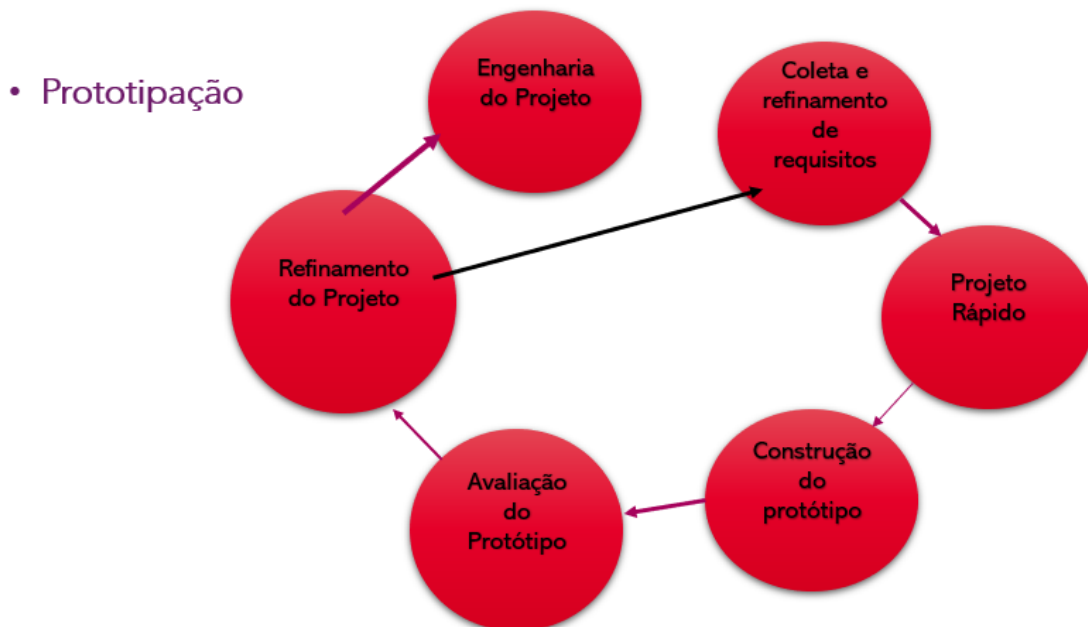 • Prototipação
Engenharia
do Projeto
Coleta e
refinamento
de
requisitos
Projeto
Rápido
Construção
do
protótipo
Avaliação
do
Protótipo
Refinamento
do Projeto